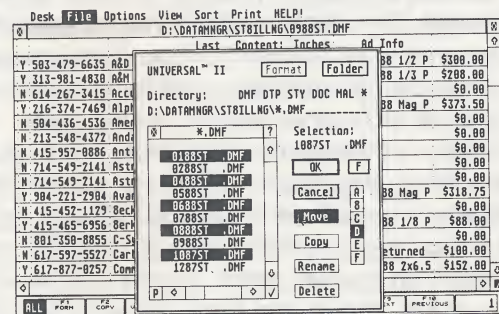 Desk File Options View Sort Print HELP!
D:\DATAMNGR\ST8ILLNG\0988ST.DMF
Last Content: Inches: Ad Info
Y 503-479-6635 A&D
88 1/2 P $300.00
Y 313-981-4830 A&M
88 1/3 P $208.00
N 614-267-3415 Accu
$0.00
Y 216-374-7469 Alph
88 Mag P $373.50
N 504-436-4536 Amer
$0.00
N 213-548-4372 Anda
$0.00
N 415-957-0886 Anti
$0.00
N 714-549-2141 Astr
$0.00
N 714-549-2141 Astr
$0.00
Y 904-221-2904 Avan
88 Mag P $318.75
N 415-452-1129 Beck
$0.00
Y 415-465-6956 Berk
88 1/8 P $88.00
N 801-350-8855 C-Sy
$0.00
N 617-597-5527 Carl
eturned $100.00
Y 617-877-0257 Comm
88 2x6.5 $152.00
UNIVERSAL™ II Format Folder
Directory: DMF DTP STY DOC MAL *
D:\DATAMNGR\ST8ILLNG\*.DMF
*.DMF ?
Selection:
1087ST .DMF
0188ST .DMF
0288ST .DMF
0488ST .DMF
0588ST .DMF
0688ST .DMF
0788ST .DMF
0888ST .DMF
0988ST .DMF
1087ST .DMF
1287ST .DMF
P
OK F
Cancel
Move
Copy
Rename
Delete
A
B
C
D
E
F
ALL F1 FORM F2 COPY
F10 PREVIOUS 1